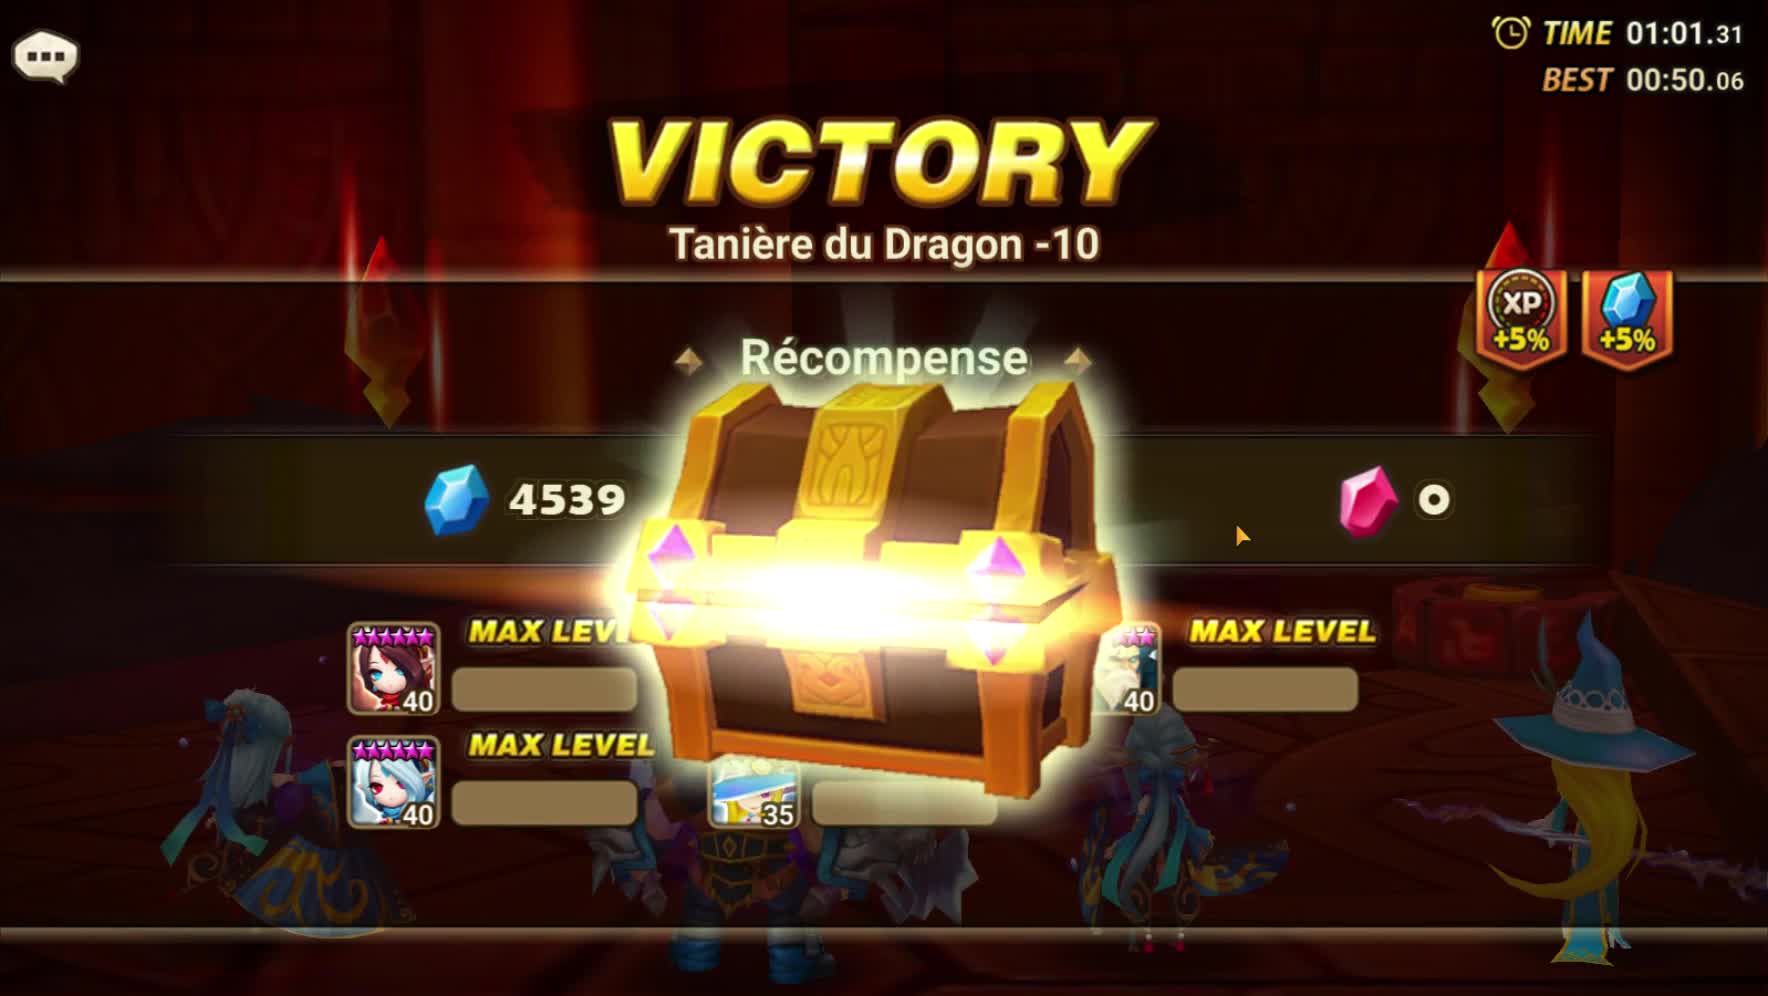 TIME 01:01.31
BEST 00:50.06
VICTORY
Tanière du Dragon -10
XP
+5%
+5%
Récompense
4539
0
MAX LEV
MAX LEVEL
40
40
MAX LEVEL
40
35